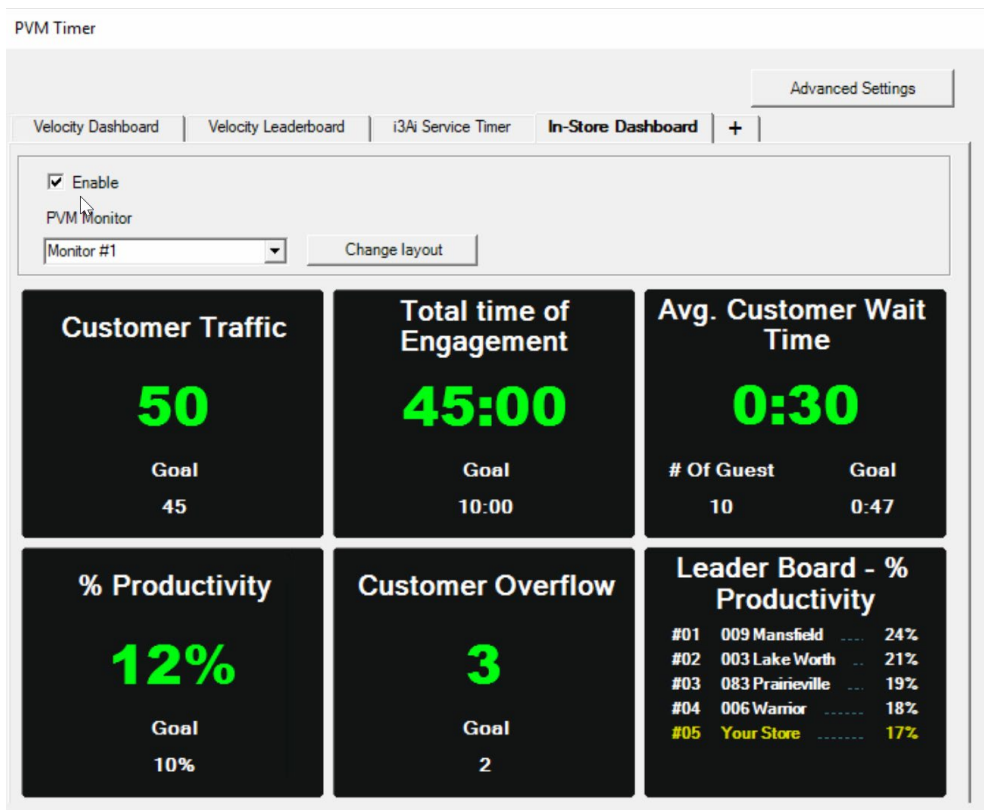 PVM Timer
Advanced Settings
Velocity Dashboard Velocity Leaderboard i3Ai Service Timer In-Store Dashboard +
Enable
PVM Monitor
Monitor #1 Change layout
Customer Traffic
50
Goal
45
Total time of
Engagement
45:00
Goal
10:00
Avg. Customer Wait
Time
0:30
# Of Guest Goal
10 0:47
% Productivity
12%
Goal
10%
Customer Overflow
3
Goal
2
Leader Board - %
Productivity
#01 009 Mansfield .... 24%
#02 003 Lake Worth .. 21%
#03 083 Prairieville ... 19%
#04 006 Warrior ...... 18%
#05 Your Store ....... 17%